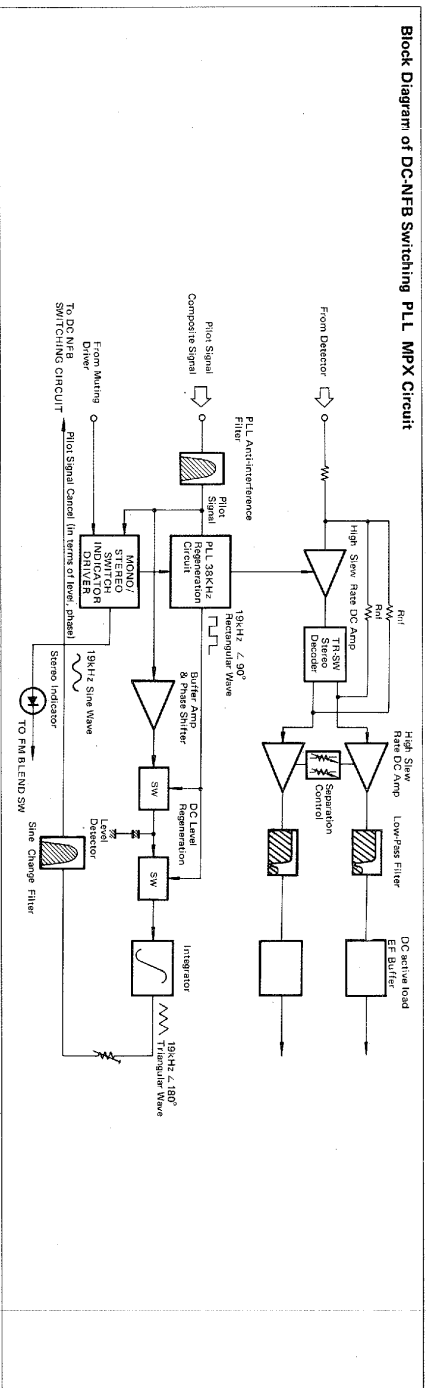 Block Diagram of DC-NFB Switching PLL MPX Circuit
Rnf
Rnf
From Detector
High Slew Rate DC Amp
TR-SW
Stereo
Decoder
High Slew
Rate DC Amp
Separation
Control
Low-Pass Filter
DC active load
EF Buffer
Pilot Signal
Composite Signal
PLL Anti-interference
Filter
Pilot
Signal
PLL 38KHz
Regeneration
Circuit
19kHz ∠ 90°
Rectangular Wave
Buffer Amp
& Phase Shifter
SW
DC Level
Regeneration
SW
Level
Detector
Integrator
19kHz ∠ 180°
Triangular Wave
From Muting
Driver
MONO/
STEREO
SWITCH
INDICATOR
DRIVER
To DC NFB
SWITCHING CIRCUIT
Pilot Signal Cancel (in terms of level, phase)
19kHz Sine Wave
Stereo Indicator
TO FM BLEND SW
Sine Change Filter